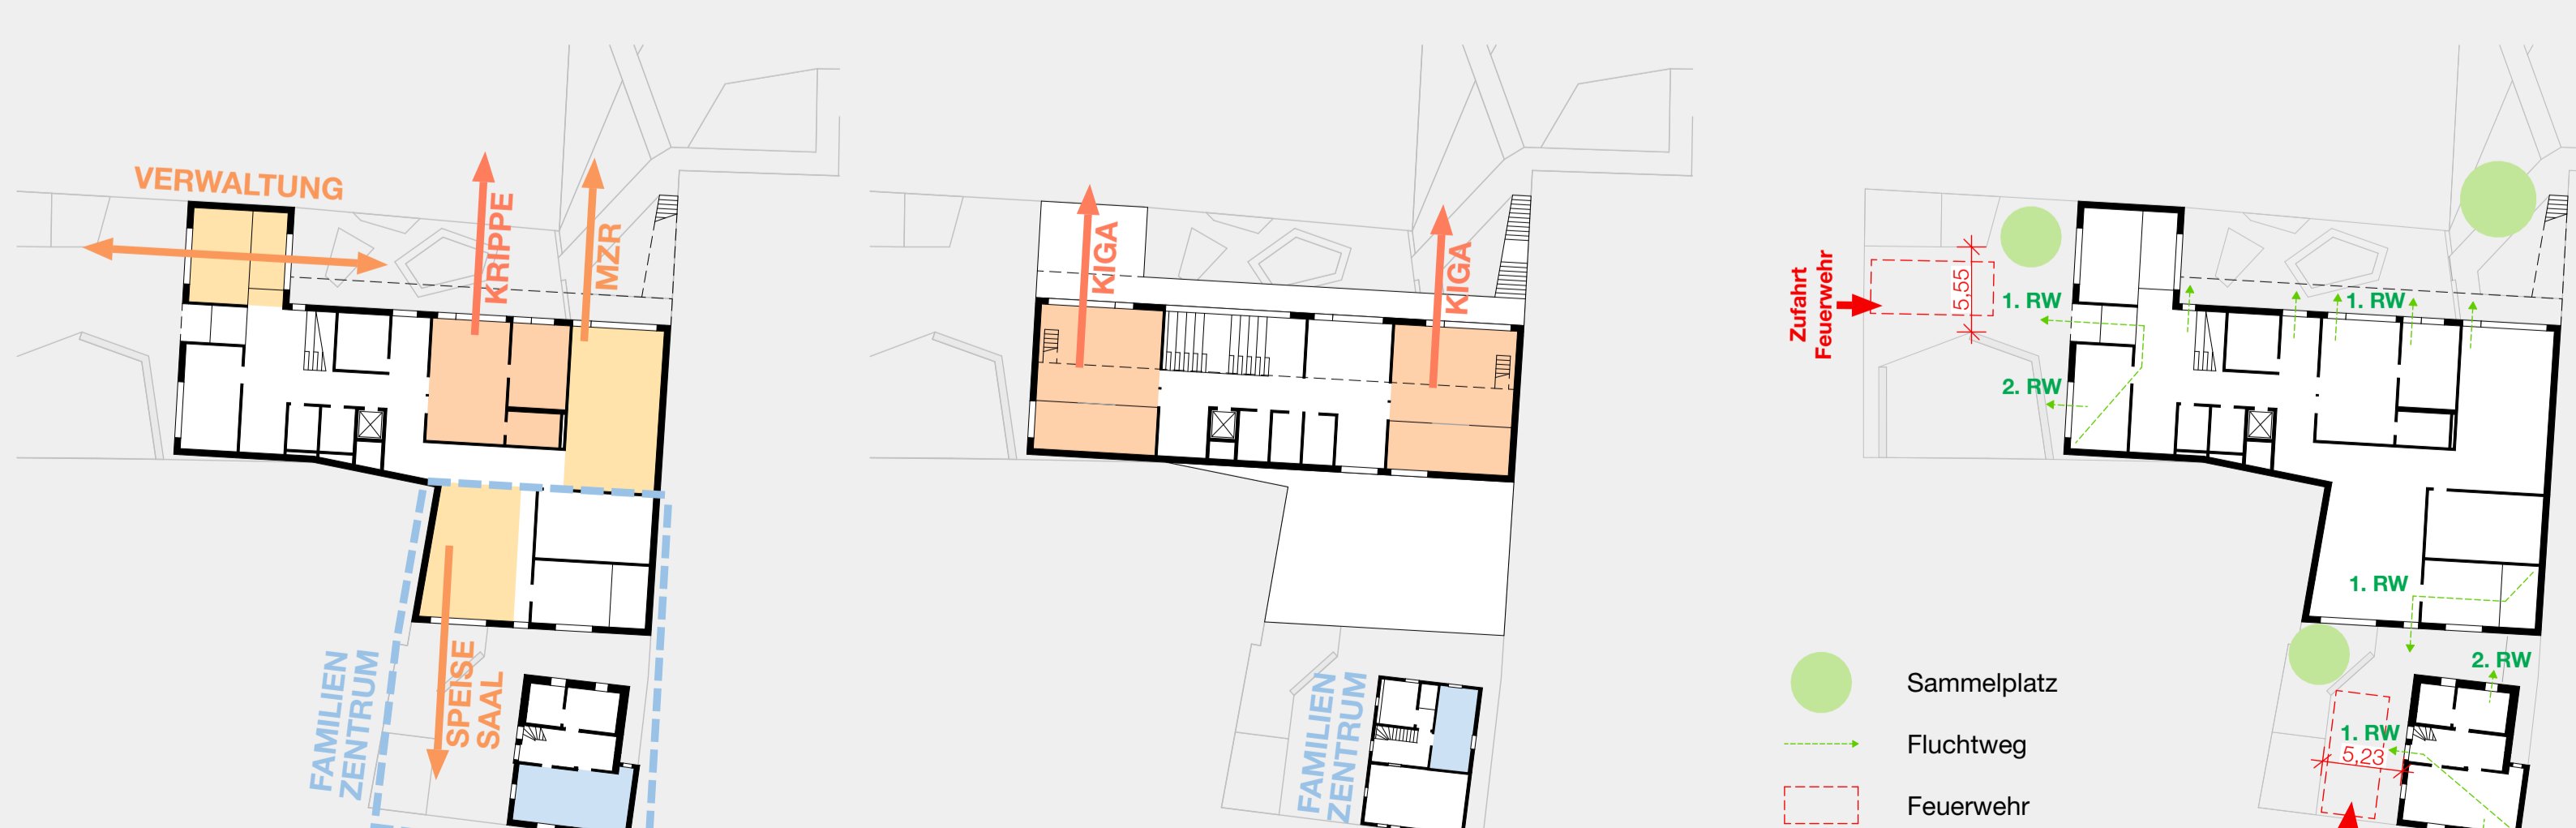 VERWALTUNG
KRIPPE
MZR
SPEISE
SAAL
FAMILIEN
ZENTRUM
KIGA
KIGA
FAMILIEN
ZENTRUM
Zufahrt
Feuerwehr
5,55
1. RW
1. RW
2. RW
1. RW
2. RW
1. RW
5,23
Sammelplatz
Fluchtweg
Feuerwehr